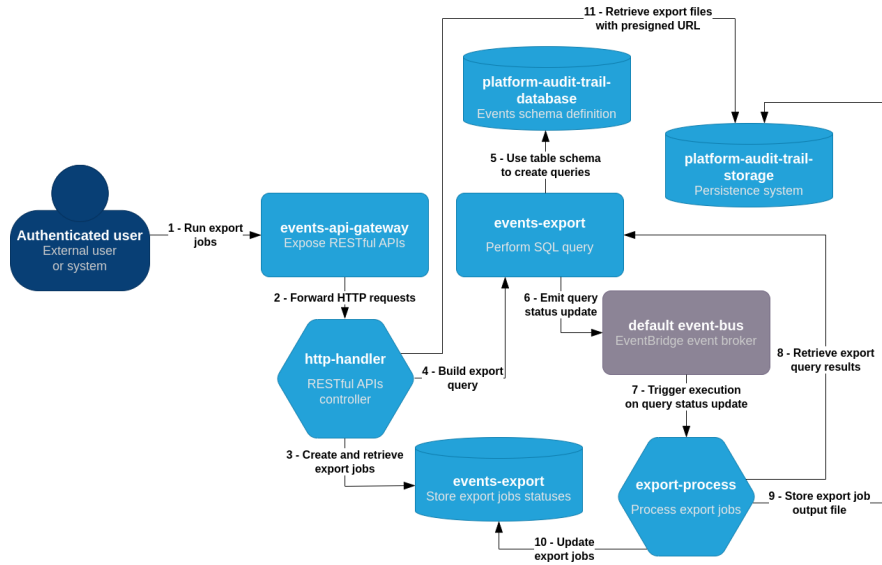 11 - Retrieve export files
with presigned URL
platform-audit-trail-
database
Events schema definition
platform-audit-trail-
storage
Persistence system
5 - Use table schema
to create queries
Authenticated user
External user
or system
1 - Run export
jobs
events-api-gateway
Expose RESTful APIs
events-export
Perform SQL query
2 - Forward HTTP requests
6 - Emit query
status update
default event-bus
EventBridge event broker
http-handler
RESTful APIs
controller
4 - Build export
query
8 - Retrieve export
query results
7 - Trigger execution
on query status update
3 - Create and retrieve
export jobs
events-export
Store export jobs statuses
export-process
Process export jobs
9 - Store export job
output file
10 - Update
export jobs